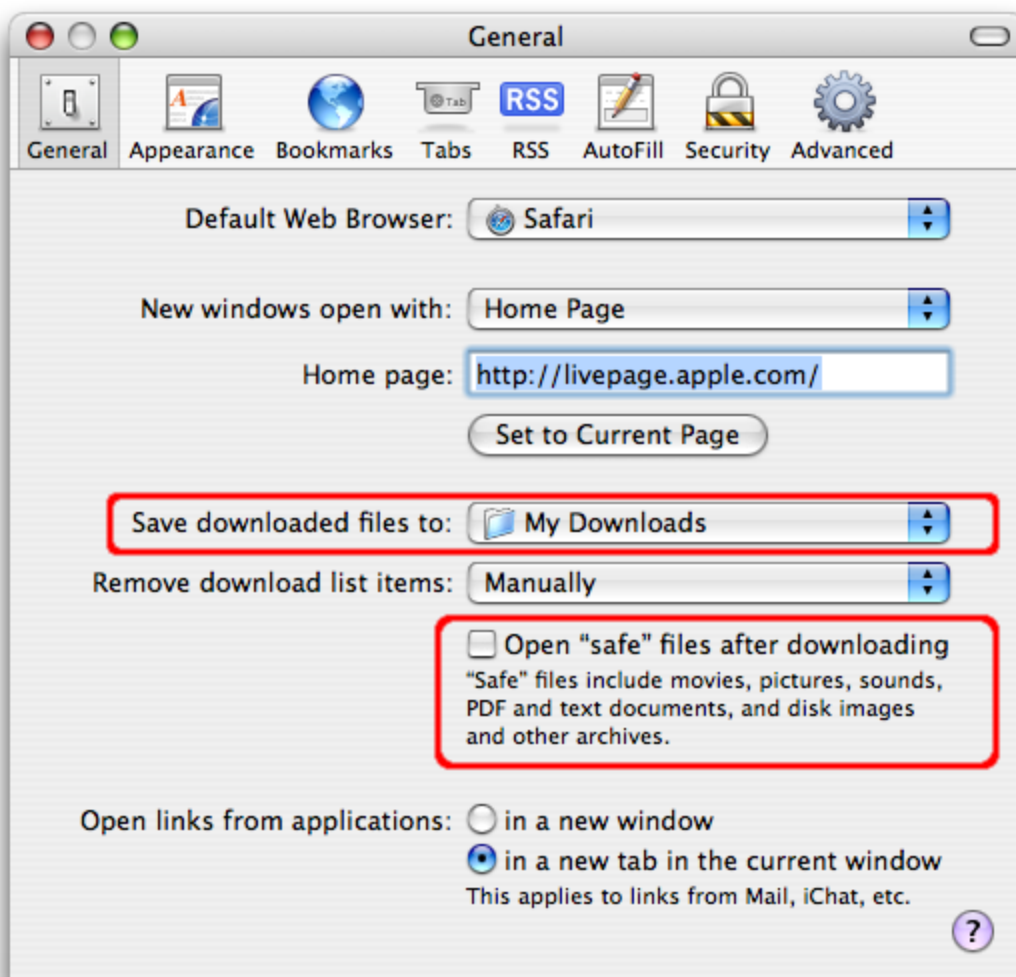 General
A
Tab
RSS
General Appearance Bookmarks Tabs RSS AutoFill Security Advanced
Default Web Browser: Safari
New windows open with: Home Page
Home page: http://livepage.apple.com/
Set to Current Page
Save downloaded files to: My Downloads
Remove download list items: Manually
Open “safe” files after downloading
“Safe” files include movies, pictures, sounds,
PDF and text documents, and disk images
and other archives.
Open links from applications: in a new window
in a new tab in the current window
This applies to links from Mail, iChat, etc.
?